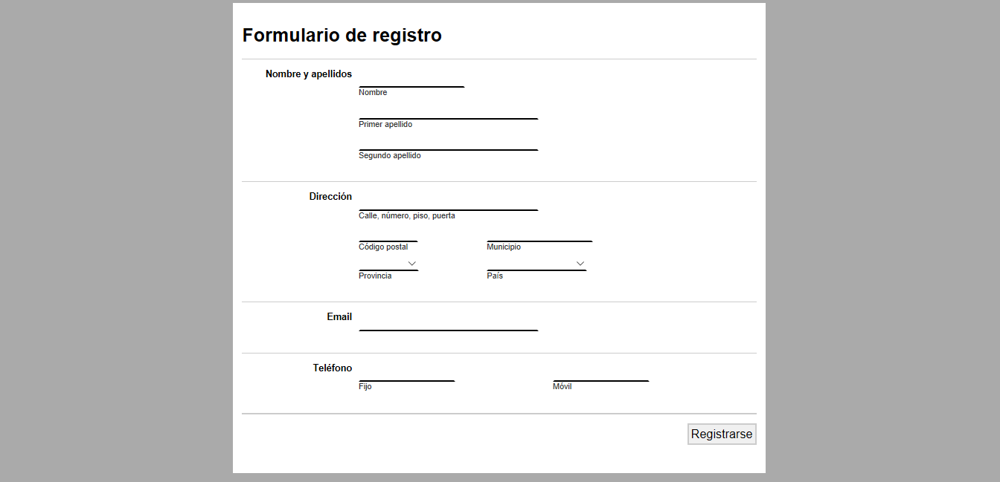 Formulario de registro
Nombre y apellidos
Nombre
Primer apellido
Segundo apellido
Dirección
Calle, número, piso, puerta
Código postal Municipio
Provincia País
Email
Teléfono
Fijo Móvil
Registrarse